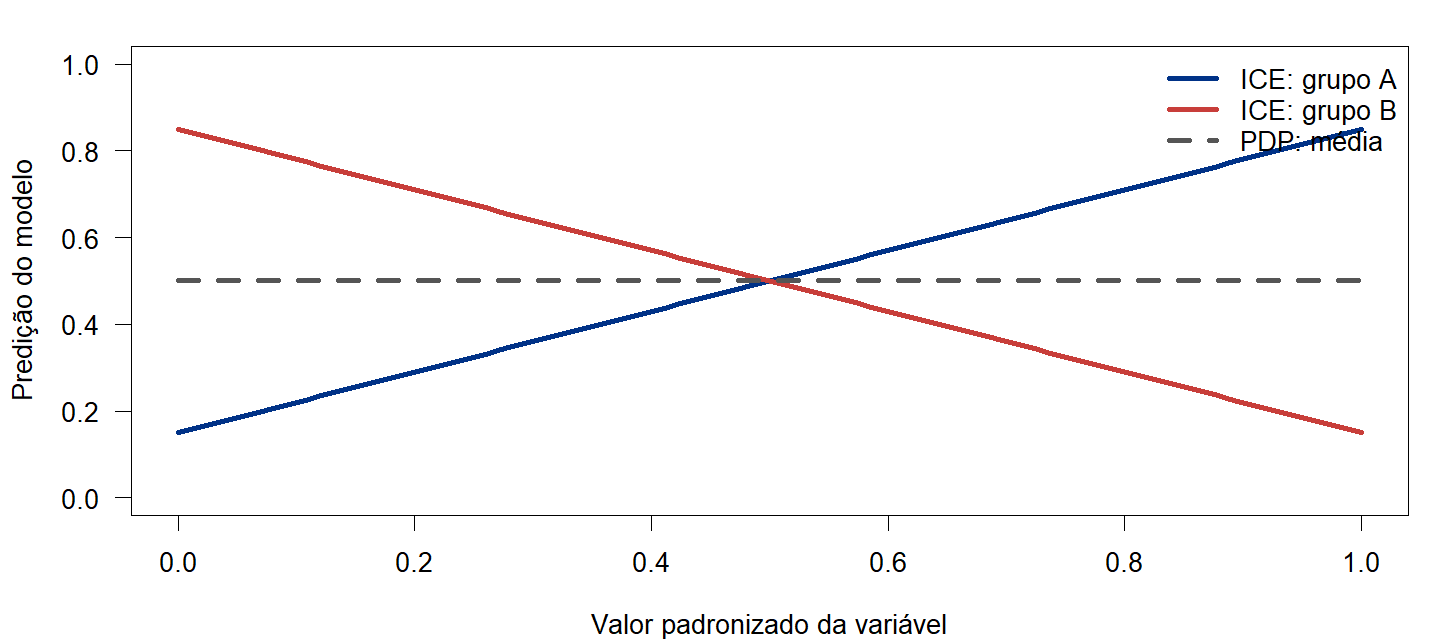 ICE: grupo A
ICE: grupo B
PDP: média
Predição do modelo
1.0
0.8
0.6
0.4
0.2
0.0
0.0 0.2 0.4 0.6 0.8 1.0
Valor padronizado da variável